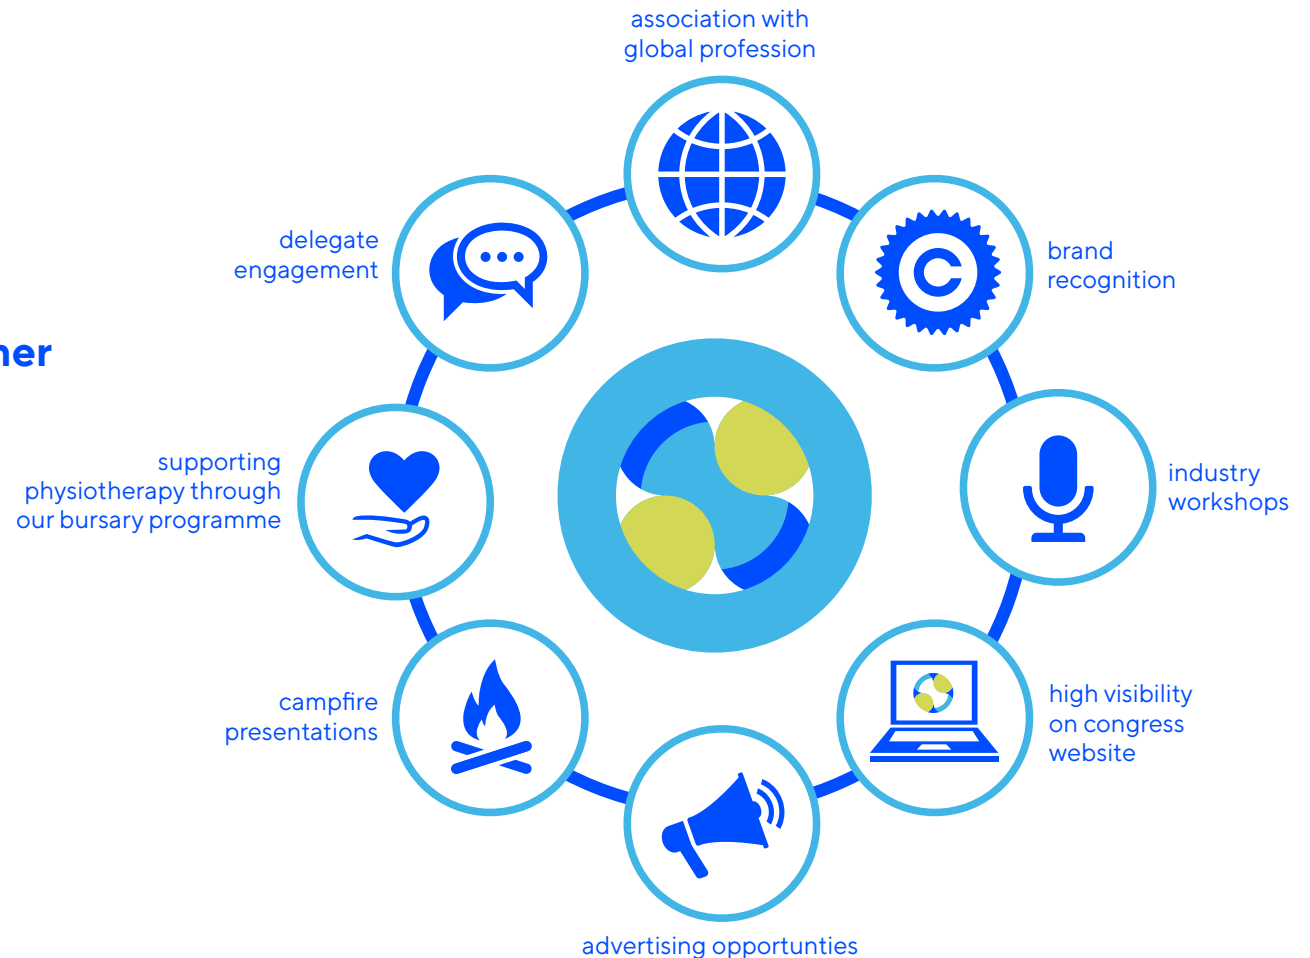 association with
global profession
brand
recognition
industry
workshops
high visibility
on congress
website
advertising opportunties
campfire
presentations
supporting
physiotherapy through
our bursary programme
delegate
engagement
ner